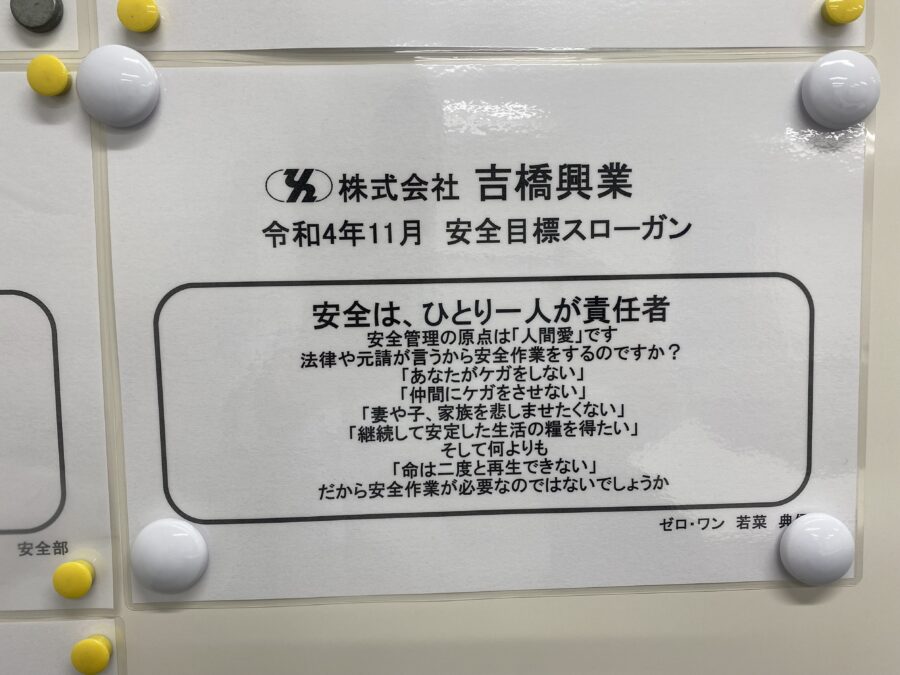 株式会社 吉橋興業
令和4年11月 安全目標スローガン
安全は、ひとり一人が責任者
安全管理の原点は「人間愛」です
法律や元請が言うから安全作業をするのですか？
「あなたがケガをしない」
「仲間にケガをさせない」
「妻や子、家族を悲しませたくない」
「継続して安定した生活の糧を得たい」
そして何よりも
「命は二度と再生できない」
だから安全作業が必要なのではないでしょうか
ゼロ・ワン 若菜 典
安全部